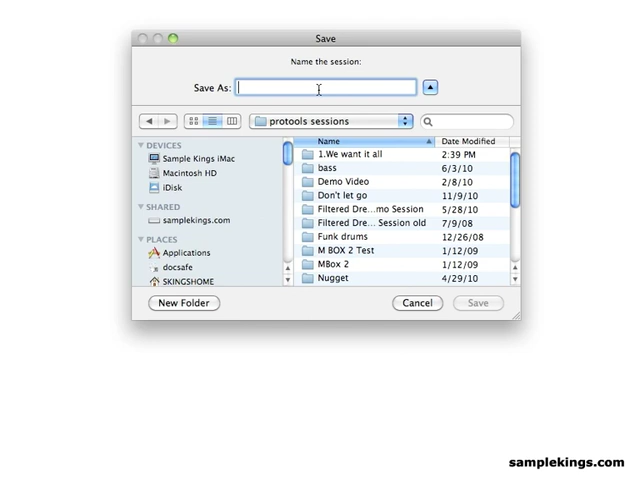 Save
Name the session:
Save As:
protools sessions
Name Date Modified
DEVICES
Sample Kings iMac
Macintosh HD
iDisk
SHARED
samplekings.com
PLACES
Applications
docsafe
SKINGSHOME
1.We want it all 2:39 PM
bass 6/3/10
Demo Video 2/8/10
Don't let go 11/9/10
Filtered Dre...mo Session 5/28/10
Filtered Dre... Session old 7/9/08
Funk drums 12/26/08
M BOX 2 Test 1/12/09
MBox 2 1/12/09
Nugget 4/29/10
New Folder Cancel Save
samplekings.com